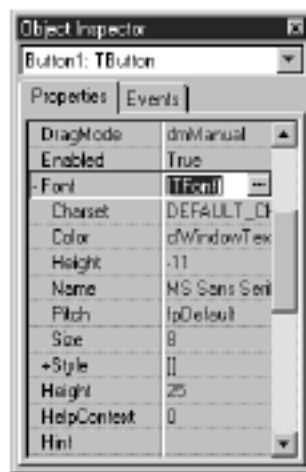 Object Inspector
Button1: TButton
Properties Events
DragMode dmManual
Enabled True
-Font (TFont) ...
Charset DEFAULT_CH
Color clWindowTex
Height -11
Name MS Sans Serif
Pitch fpDefault
Size 8
+Style []
Height 25
HelpContext 0
Hint